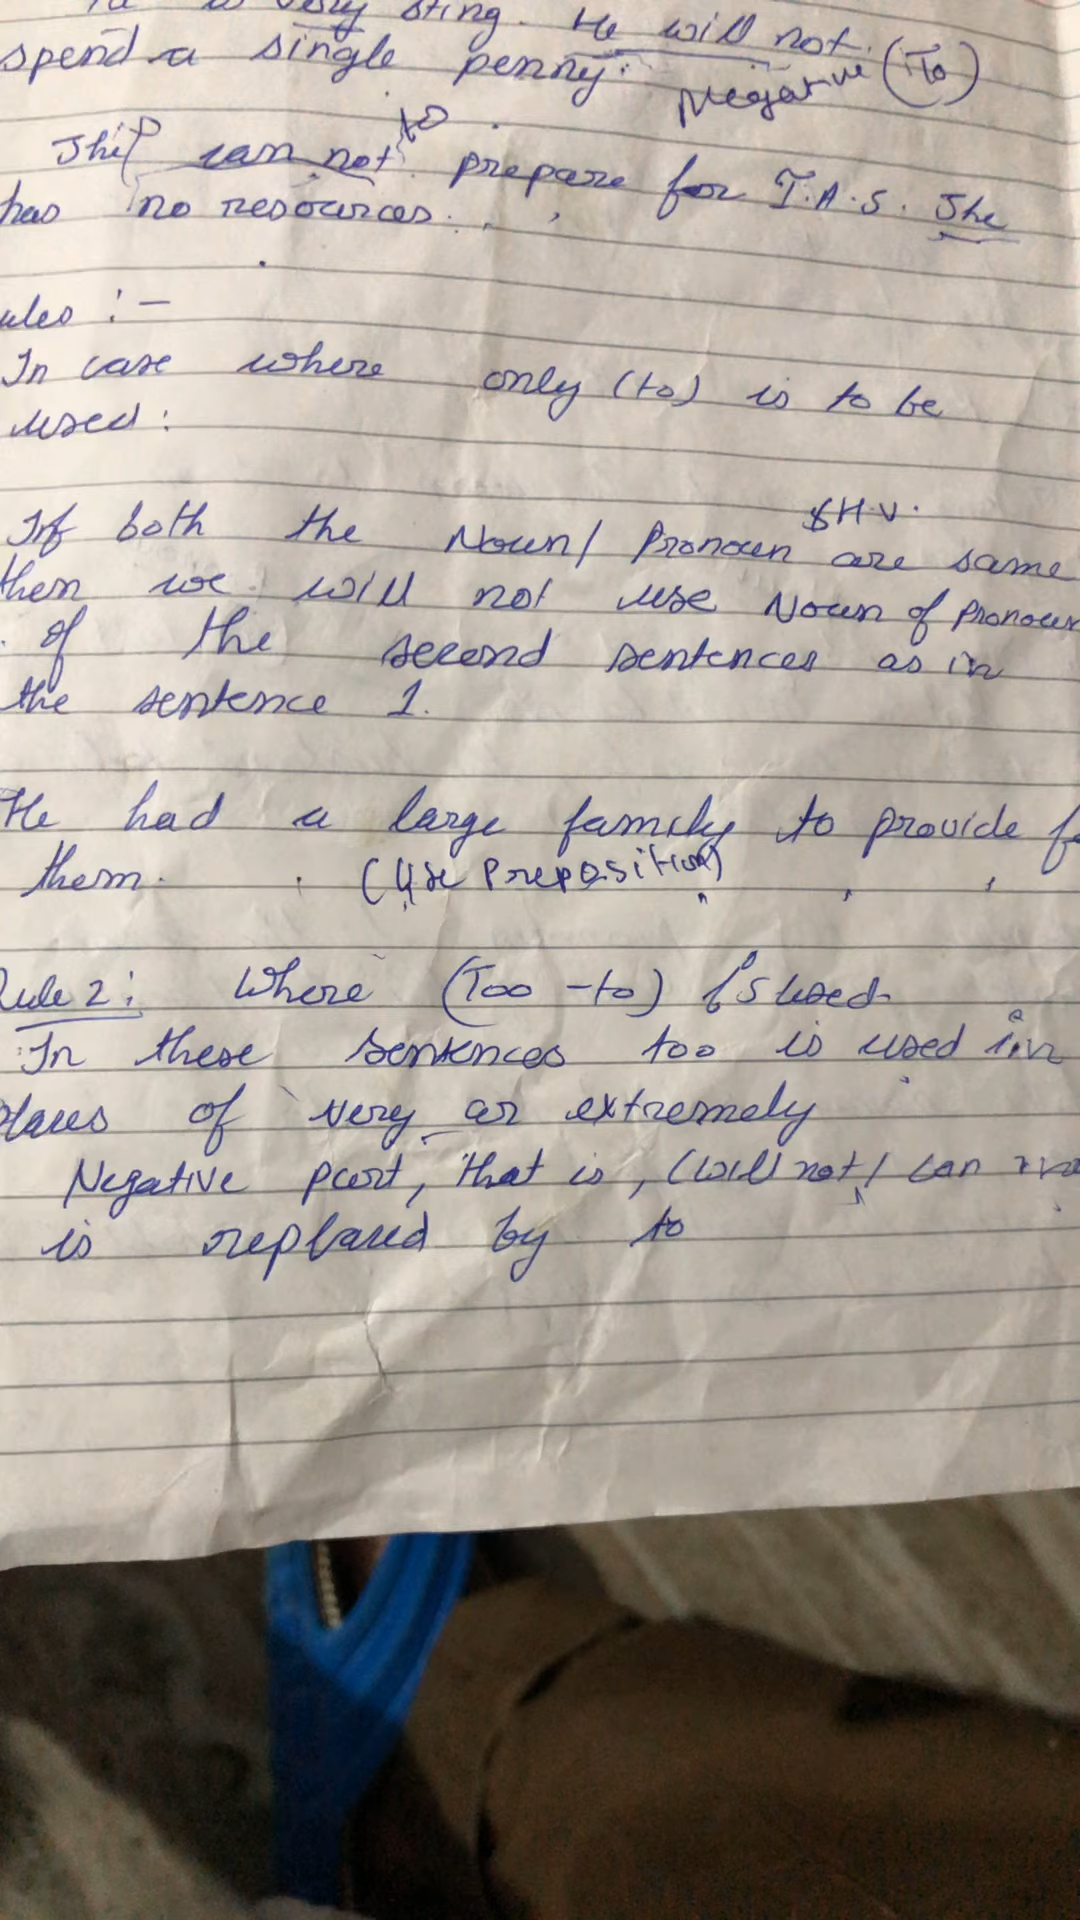 is very sting. He will not.
spend a single penny. Negative (To)
to
She can not prepare for I.A.S. She
has no resources.
ules :-
In case where only (to) is to be
used:
H.V.
If both the Noun/ Pronoun are same
then we will not use Noun of Pronoun
of the second sentences as in
the sentence 1.
He had a large family to provide fo
them. (Use Preposition)
Rule 2: Where (Too -to) is used.
In these sentences too is used in
places of very or extremely
Negative part, that is, (will not/ can no
is replaced by to